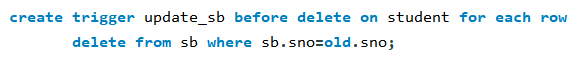 create trigger update_sb before delete on student for each row
delete from sb where sb.sno=old.sno;